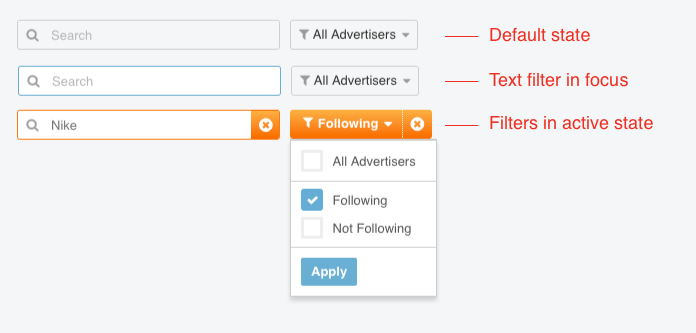 Search All Advertisers Default state
Search All Advertisers Text filter in focus
Nike Following Filters in active state
All Advertisers
Following
Not Following
Apply